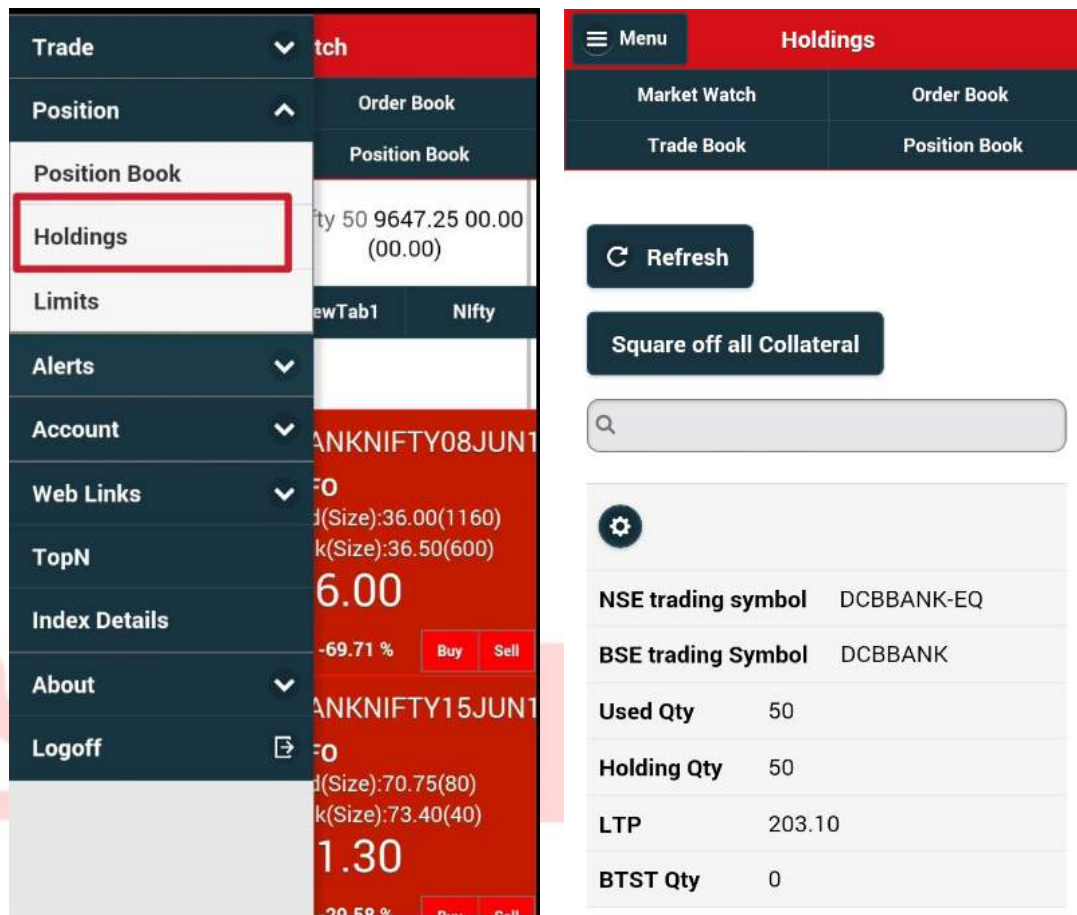 Trade
tch
Position
Order Book
Position Book
Position Book
Holdings
fty 50 9647.25 00.00
(00.00)
Limits
ewTab1 NIfty
Alerts
Account
ANKNIFTY08JUN1
Web Links
FO
d(Size):36.00(1160)
k(Size):36.50(600)
TopN
6.00
Index Details
-69.71 % Buy Sell
About
ANKNIFTY15JUN1
Logoff
FO
d(Size):70.75(80)
k(Size):73.40(40)
1.30
29.58 % Buy Sell
Menu Holdings
Market Watch Order Book
Trade Book Position Book
Refresh
Square off all Collateral
NSE trading symbol DCBBANK-EQ
BSE trading Symbol DCBBANK
Used Qty 50
Holding Qty 50
LTP 203.10
BTST Qty 0